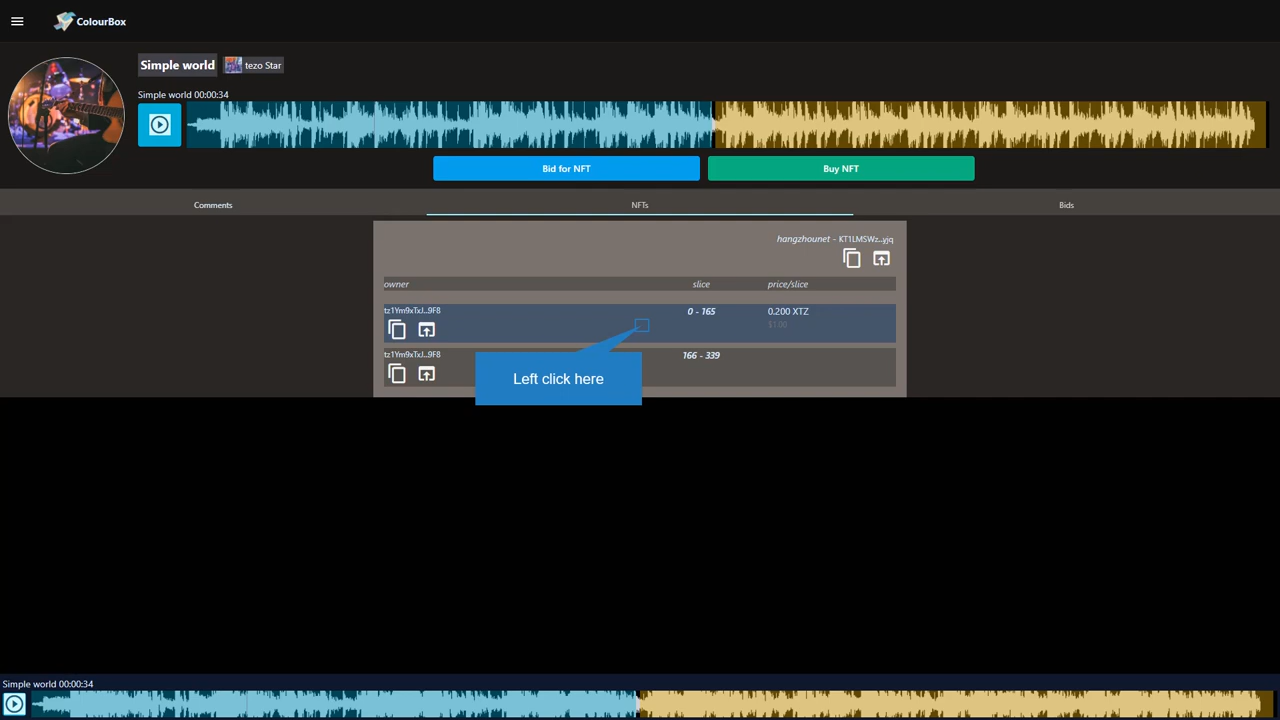 ColourBox
Simple world
tezo Star
Simple world 00:00:34
Bid for NFT
Buy NFT
Comments
NFTs
Bids
hangzhounet - KT1LMSWz..yjq
owner
slice
price/slice
tz1Ym9xTxJ...9F8
0 - 165
0.200 XTZ
$1.00
tz1Ym9xTxJ...9F8
166 - 339
Left click here
Simple world 00:00:34